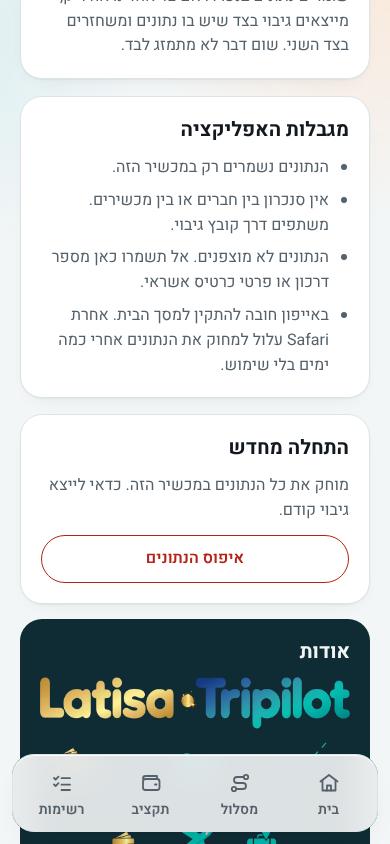 מייצאים גיבוי בצד שיש בו נתונים ומשחזרים
בצד השני. שום דבר לא מתמזג לבד.
מגבלות האפליקציה
הנתונים נשמרים רק במכשיר הזה.
אין סנכרון בין חברים או בין מכשירים.
משתפים דרך קובץ גיבוי.
הנתונים לא מוצפנים. אל תשמרו כאן מספר
דרכון או פרטי כרטיס אשראי.
באייפון חובה להתקין למסך הבית. אחרת
Safari עלול למחוק את הנתונים אחרי כמה
ימים בלי שימוש.
התחלה מחדש
מוחק את כל הנתונים במכשיר הזה. כדאי לייצא
גיבוי קודם.
איפוס הנתונים
אודות
Latisa Tripilot
בית
מסלול
תקציב
רשימות